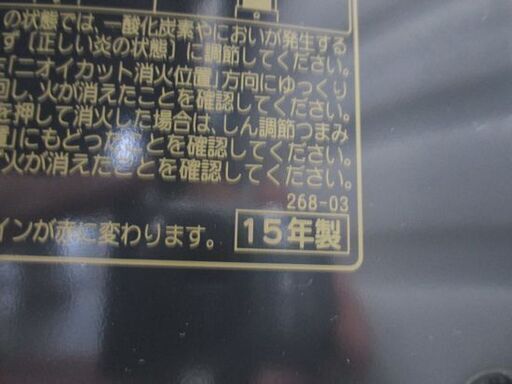 の状態では、一酸化炭素やにおいが発生する
ず〔正しい炎の状態〕に調節してください。
「ニオイカット消火位置」方向にゆっくり
回し、火が消えたことを確認してください。
を押して消火した場合は、しん調節つまみ
置」にもどったことを確認してください。
火が消えたことを確認してください。
268-03
インが赤に変わります。
15年製